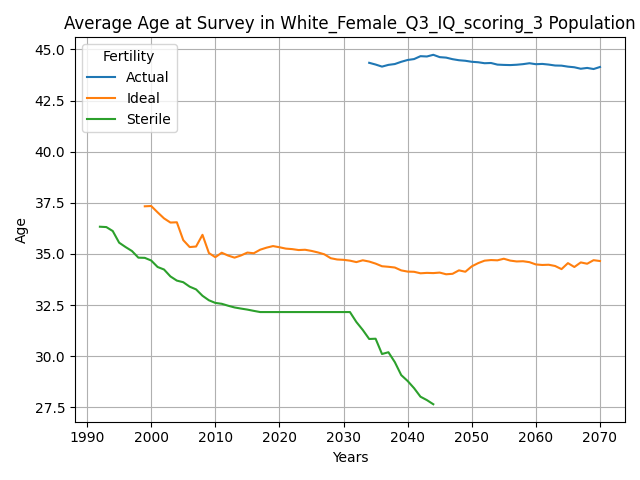 Average Age at Survey in White_Female_Q3_IQ_scoring_3 Population
Fertility
Actual
Ideal
Sterile
45.0
42.5
40.0
37.5
35.0
32.5
30.0
27.5
Age
1990 2000 2010 2020 2030 2040 2050 2060 2070
Years